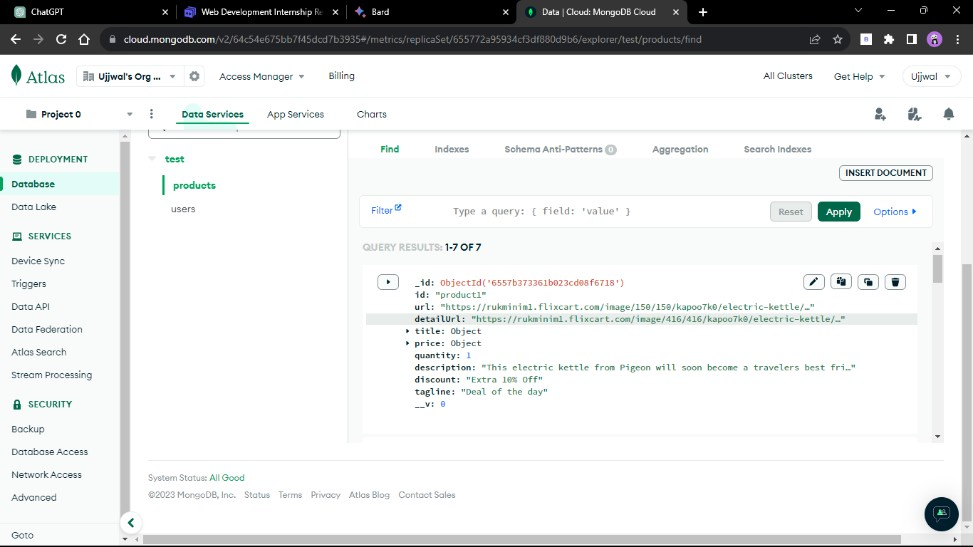 ChatGPT
Web Development Internship Re
Bard
Data | Cloud: MongoDB Cloud
cloud.mongodb.com/v2/64c54e675bb7f45dcd7b3935#/metrics/replicaSet/655772a95934cf3df880d9b6/explorer/test/products/find
Atlas
Ujjwal's Org ...
Access Manager
Billing
All Clusters
Get Help
Ujjwal
Project 0
Data Services
App Services
Charts
DEPLOYMENT
Database
Data Lake
SERVICES
Device Sync
Triggers
Data API
Data Federation
Atlas Search
Stream Processing
SECURITY
Backup
Database Access
Network Access
Advanced
Goto
test
products
users
Find
Indexes
Schema Anti-Patterns 0
Aggregation
Search Indexes
INSERT DOCUMENT
Filter
Type a query: { field: 'value' }
Reset
Apply
Options
QUERY RESULTS: 1-7 OF 7
_id: ObjectId('6557b373361b023cd08f6718')
id: "product1"
url: "https://rukminim1.flixcart.com/image/150/150/kapoo7k0/electric-kettle/…"
detailUrl: "https://rukminim1.flixcart.com/image/416/416/kapoo7k0/electric-kettle/…"
title: Object
price: Object
quantity: 1
description: "This electric kettle from Pigeon will soon become a travelers best fri…"
discount: "Extra 10% Off"
tagline: "Deal of the day"
__v: 0
System Status: All Good
©2023 MongoDB, Inc.
Status
Terms
Privacy
Atlas Blog
Contact Sales